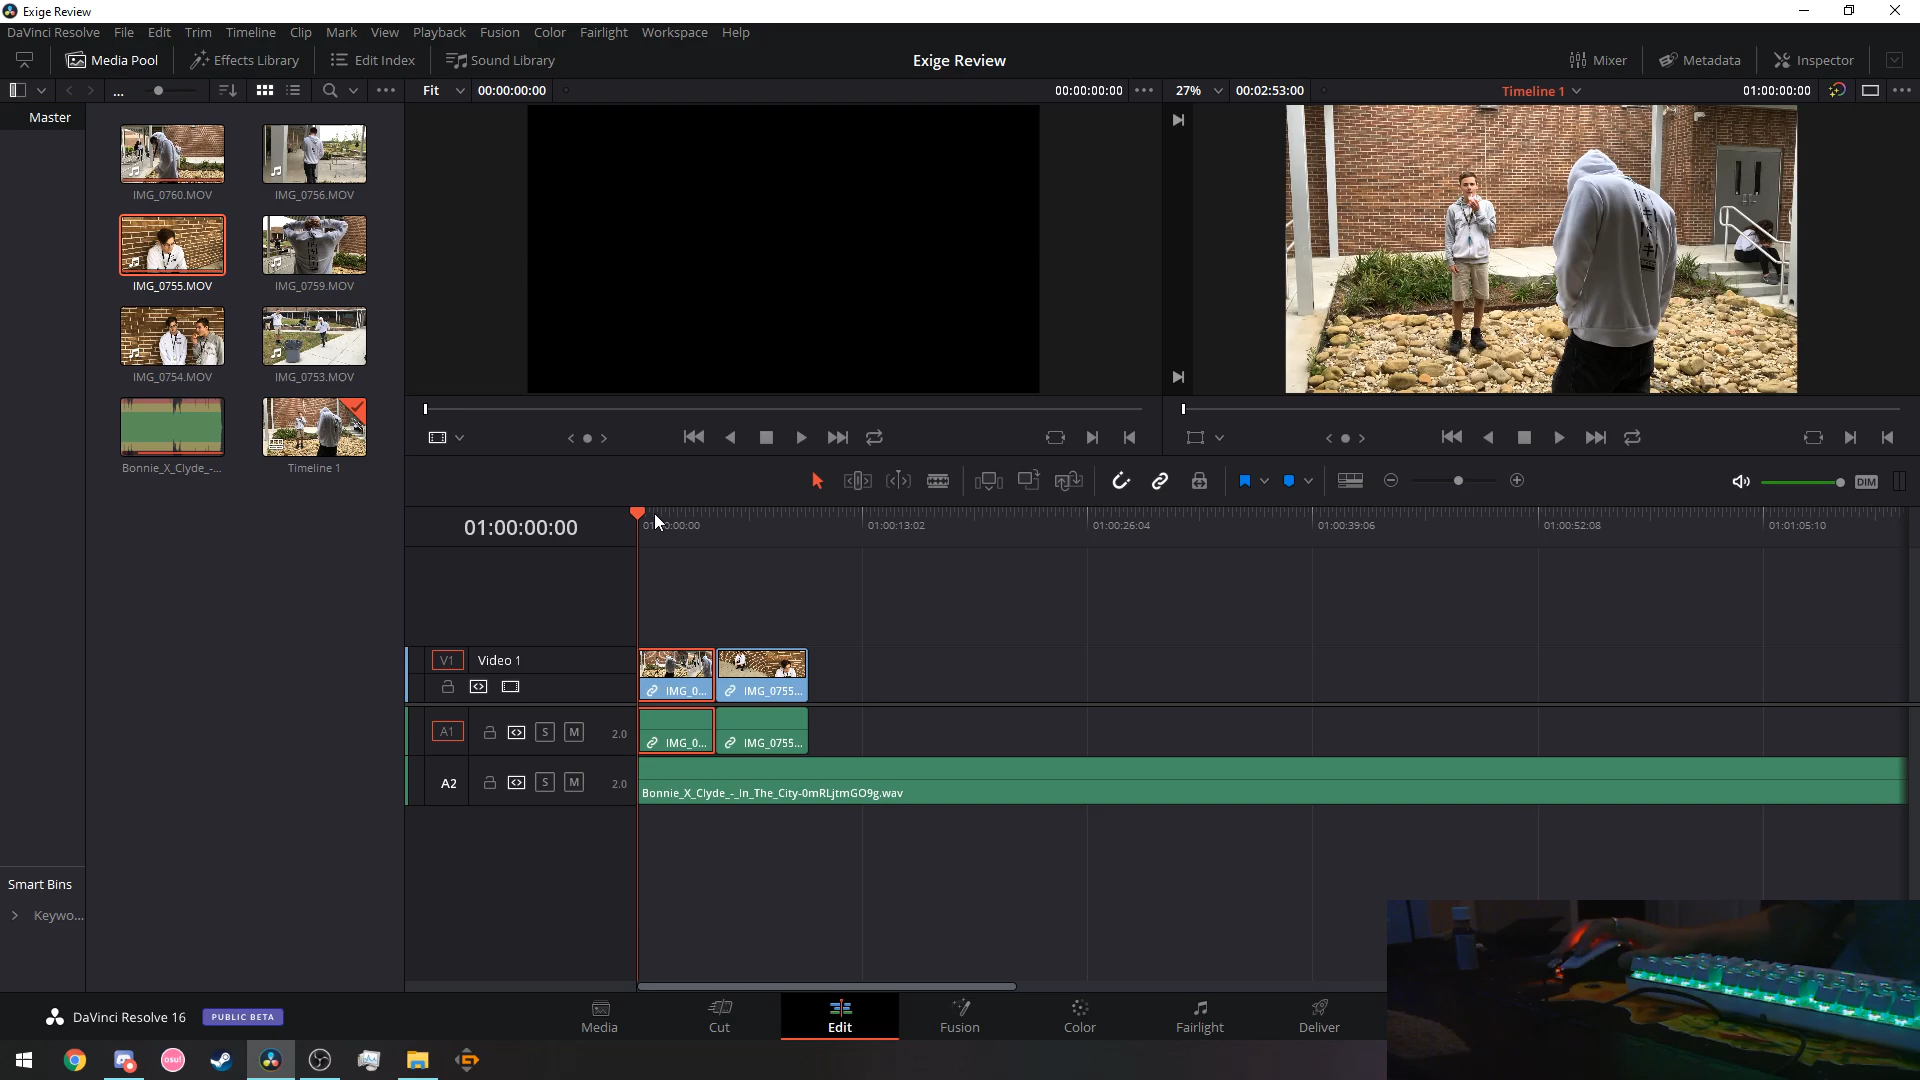 Exige Review
DaVinci Resolve File Edit Trim Timeline Clip Mark View Playback Fusion Color Fairlight Workspace Help
Media Pool Effects Library Edit Index Sound Library Exige Review Mixer Metadata Inspector
... Fit 00:00:00:00 00:00:00:00 27% 00:02:53:00 Timeline 1 01:00:00:00
Master
IMG_0760.MOV IMG_0756.MOV
IMG_0755.MOV IMG_0759.MOV
IMG_0754.MOV IMG_0753.MOV
Bonnie_X_Clyde_-... Timeline 1
DIM
01:00:00:00 01:00:13:02 01:00:26:04 01:00:39:06 01:00:52:08 01:01:05:10
V1 Video 1
IMG_0... IMG_0755...
A1 S M 2.0
IMG_0... IMG_0755...
A2 S M 2.0
Bonnie_X_Clyde_-_In_The_City-0mRLjtmGO9g.wav
Smart Bins
Keywo...
DaVinci Resolve 16 PUBLIC BETA
Media Cut Edit Fusion Color Fairlight Deliver
osu!